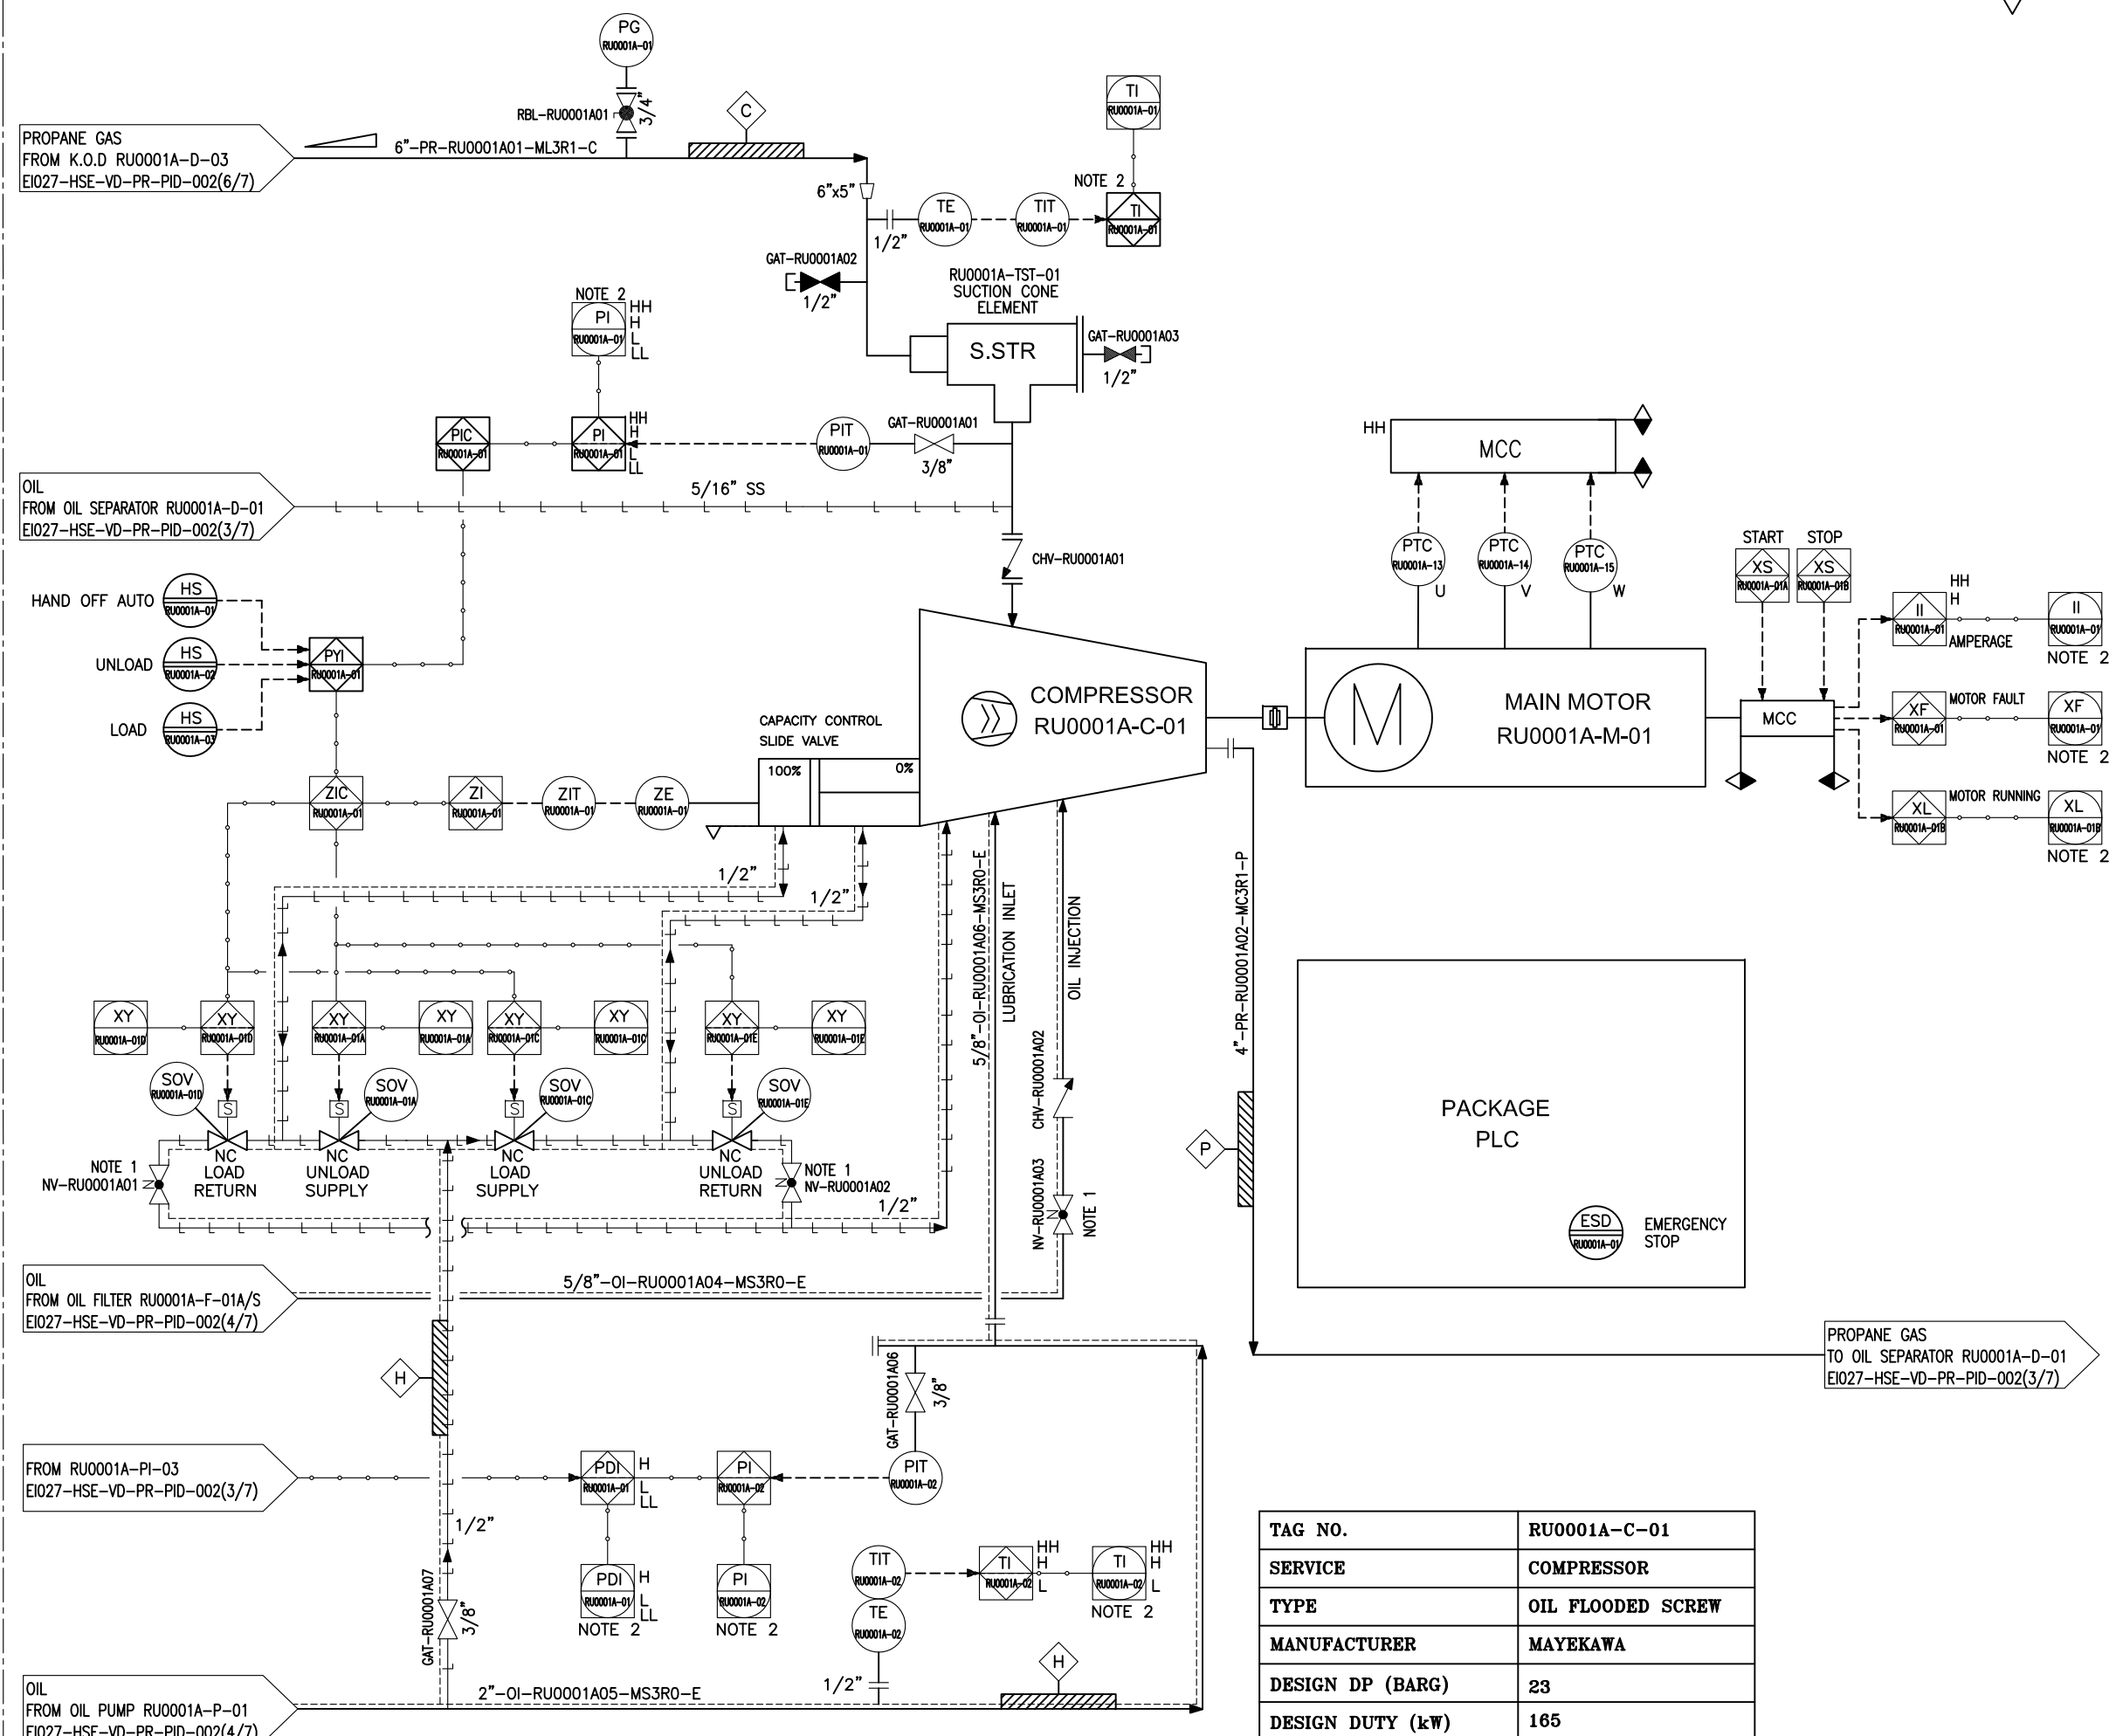 PG
RU0001A-01
RBL-RU0001A01
3/4"
C
TI
RU0001A-01
PROPANE GAS
FROM K.O.D RU0001A-D-03
EI027-HSE-VD-PR-PID-002(6/7)
6"-PR-RU0001A01-ML3R1-C
6"x5"
NOTE 2
TE
RU0001A-01
TIT
RU0001A-01
TI
RU0001A-01
1/2"
GAT-RU0001A02
1/2"
RU0001A-TST-01
SUCTION CONE
ELEMENT
S.STR
GAT-RU0001A03
1/2"
NOTE 2
PI
RU0001A-01
HH
H
L
LL
PIC
RU0001A-01
PI
RU0001A-01
HH
H
L
LL
PIT
RU0001A-01
GAT-RU0001A01
3/8"
HH
MCC
OIL
FROM OIL SEPARATOR RU0001A-D-01
EI027-HSE-VD-PR-PID-002(3/7)
5/16" SS
CHV-RU0001A01
PTC
RU0001A-13
U
PTC
RU0001A-14
V
PTC
RU0001A-15
W
START
STOP
XS
RU0001A-01A
XS
RU0001A-01B
HAND OFF AUTO
HS
RU0001A-01
UNLOAD
HS
RU0001A-02
LOAD
HS
RU0001A-03
PYI
RU0001A-01
II
RU0001A-01
HH
H
AMPERAGE
II
RU0001A-01
NOTE 2
COMPRESSOR
RU0001A-C-01
M
MAIN MOTOR
RU0001A-M-01
MCC
XF
RU0001A-01
MOTOR FAULT
XF
RU0001A-01
NOTE 2
CAPACITY CONTROL
SLIDE VALVE
100%
0%
ZIC
RU0001A-01
ZI
RU0001A-01
ZIT
RU0001A-01
ZE
RU0001A-01
XL
RU0001A-01B
MOTOR RUNNING
XL
RU0001A-01B
NOTE 2
1/2"
1/2"
5/8"-OI-RU0001A06-MS3R0-E
LUBRICATION INLET
OIL INJECTION
4"-PR-RU0001A02-MC3R1-P
XY
RU0001A-01D
XY
RU0001A-01D
XY
RU0001A-01A
XY
RU0001A-01A
XY
RU0001A-01C
XY
RU0001A-01C
XY
RU0001A-01E
XY
RU0001A-01E
SOV
RU0001A-01D
S
SOV
RU0001A-01A
S
SOV
RU0001A-01C
S
SOV
RU0001A-01E
S
CHV-RU0001A02
NV-RU0001A03
NOTE 1
NOTE 1
NV-RU0001A01
NC
LOAD
RETURN
NC
UNLOAD
SUPPLY
NC
LOAD
SUPPLY
NC
UNLOAD
RETURN
NOTE 1
NV-RU0001A02
1/2"
P
PACKAGE
PLC
ESD
RU0001A-01
EMERGENCY
STOP
OIL
FROM OIL FILTER RU0001A-F-01A/S
EI027-HSE-VD-PR-PID-002(4/7)
5/8"-OI-RU0001A04-MS3R0-E
H
GAT-RU0001A06
3/8"
PROPANE GAS
TO OIL SEPARATOR RU0001A-D-01
EI027-HSE-VD-PR-PID-002(3/7)
FROM RU0001A-PI-03
EI027-HSE-VD-PR-PID-002(3/7)
PDI
RU0001A-01
H
L
LL
PI
RU0001A-02
PIT
RU0001A-02
1/2"
PDI
RU0001A-01
H
L
LL
NOTE 2
PI
RU0001A-02
NOTE 2
TIT
RU0001A-02
TE
RU0001A-02
TI
RU0001A-02
HH
H
L
TI
RU0001A-02
HH
H
L
NOTE 2
GAT-RU0001A07
3/8"
H
1/2"
OIL
FROM OIL PUMP RU0001A-P-01
EI027-HSE-VD-PR-PID-002(4/7)
2"-OI-RU0001A05-MS3R0-E
TAG NO. RU0001A-C-01
SERVICE COMPRESSOR
TYPE OIL FLOODED SCREW
MANUFACTURER MAYEKAWA
DESIGN DP (BARG) 23
DESIGN DUTY (kW) 165